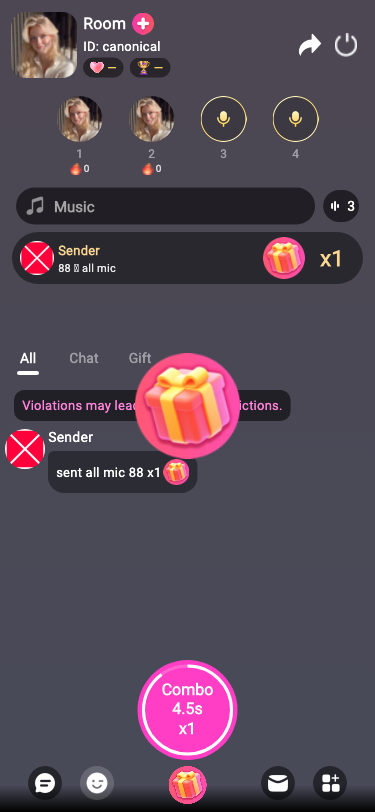 Room
ID: canonical
–
–
1
2
3
4
0
0
Music
3
Sender
88 all mic
x1
All
Chat
Gift
Violations may lead ictions.
Sender
sent all mic 88 x1
Combo
4.5s
x1